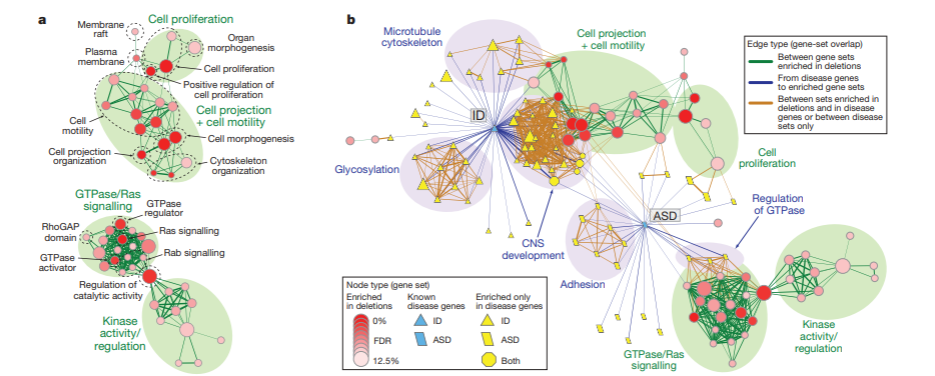 a
Membrane
raft
Cell proliferation
Organ
morphogenesis
Plasma
membrane
Cell proliferation
Positive regulation of
cell proliferation
Cell projection
+ cell motility
Cell
motility
Cell morphogenesis
Cell projection
organization
Cytoskeleton
organization
GTPase/Ras
signalling
GTPase
regulator
RhoGAP
domain
Ras signalling
GTPase
activator
Rab signalling
Regulation of
catalytic activity
Kinase
activity/
regulation
b
Microtubule
cytoskeleton
Cell projection
+ cell motility
Edge type (gene-set overlap)
Between gene sets
enriched in deletions
From disease genes
to enriched gene sets
Between sets enriched in
deletions and in disease
genes or between disease
sets only
ID
Glycosylation
Cell
proliferation
CNS
development
ASD
Regulation
of GTPase
Adhesion
Node type (gene set)
Enriched
in deletions
Known
disease genes
Enriched only
in disease genes
0%
FDR
12.5%
ID
ASD
ID
ASD
Both
GTPase/Ras
signalling
Kinase
activity/
regulation